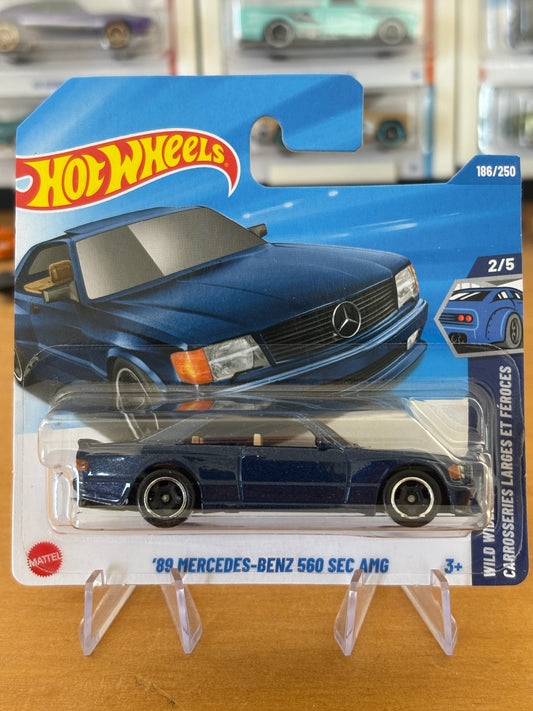 HOT WHEELS
186/250
2/5
WILD WIDE
CARROSSERIES LARGES ET FÉROCES
MATTEL
'89 MERCEDES-BENZ 560 SEC AMG
3+